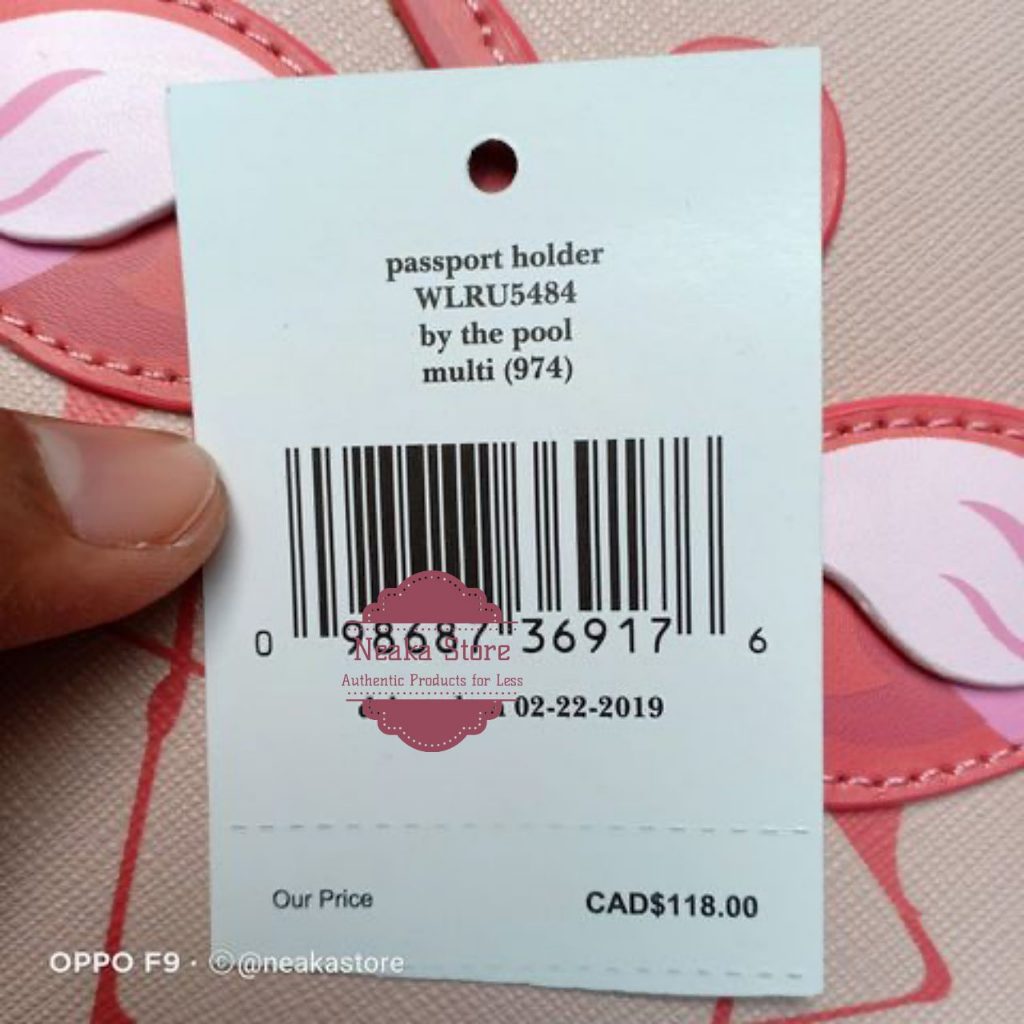 passport holder
WLRU5484
by the pool
multi (974)
0 98687 36917 6
Neaka Store
Authentic Products for Less
02-22-2019
Our Price CAD$118.00
OPPO F9 · ©@neakastore